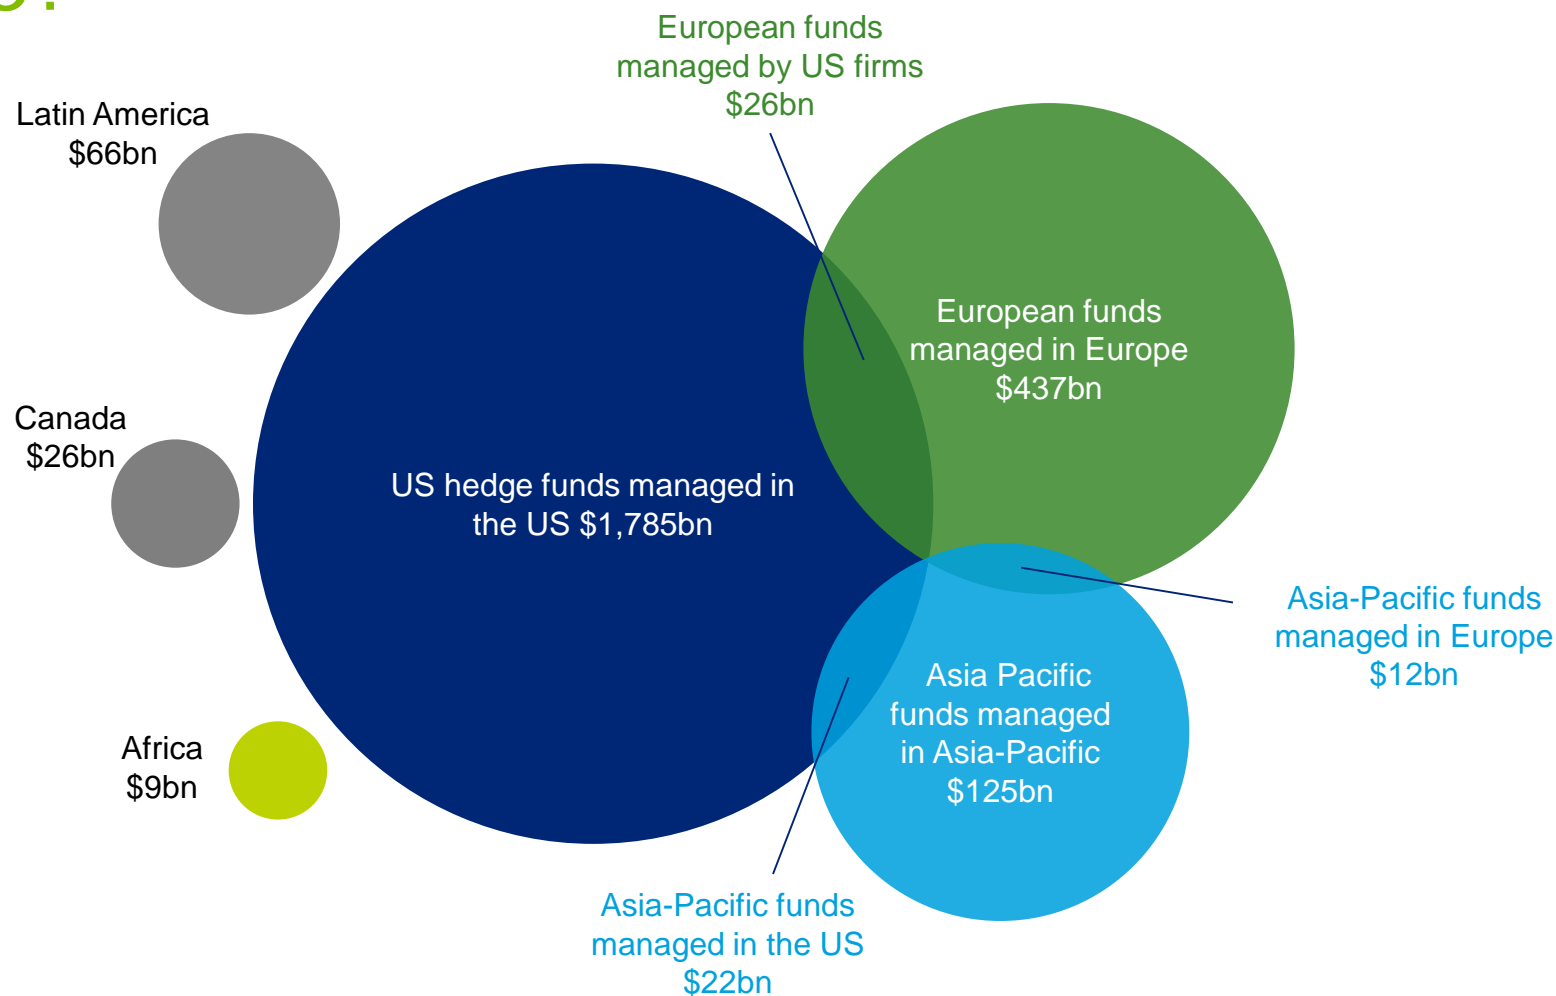 European funds
managed by US firms
$26bn
Latin America
$66bn
European funds
managed in Europe
$437bn
Canada
$26bn
US hedge funds managed in
the US $1,785bn
Asia-Pacific funds
managed in Europe
$12bn
Asia Pacific
funds managed
in Asia-Pacific
$125bn
Africa
$9bn
Asia-Pacific funds
managed in the US
$22bn